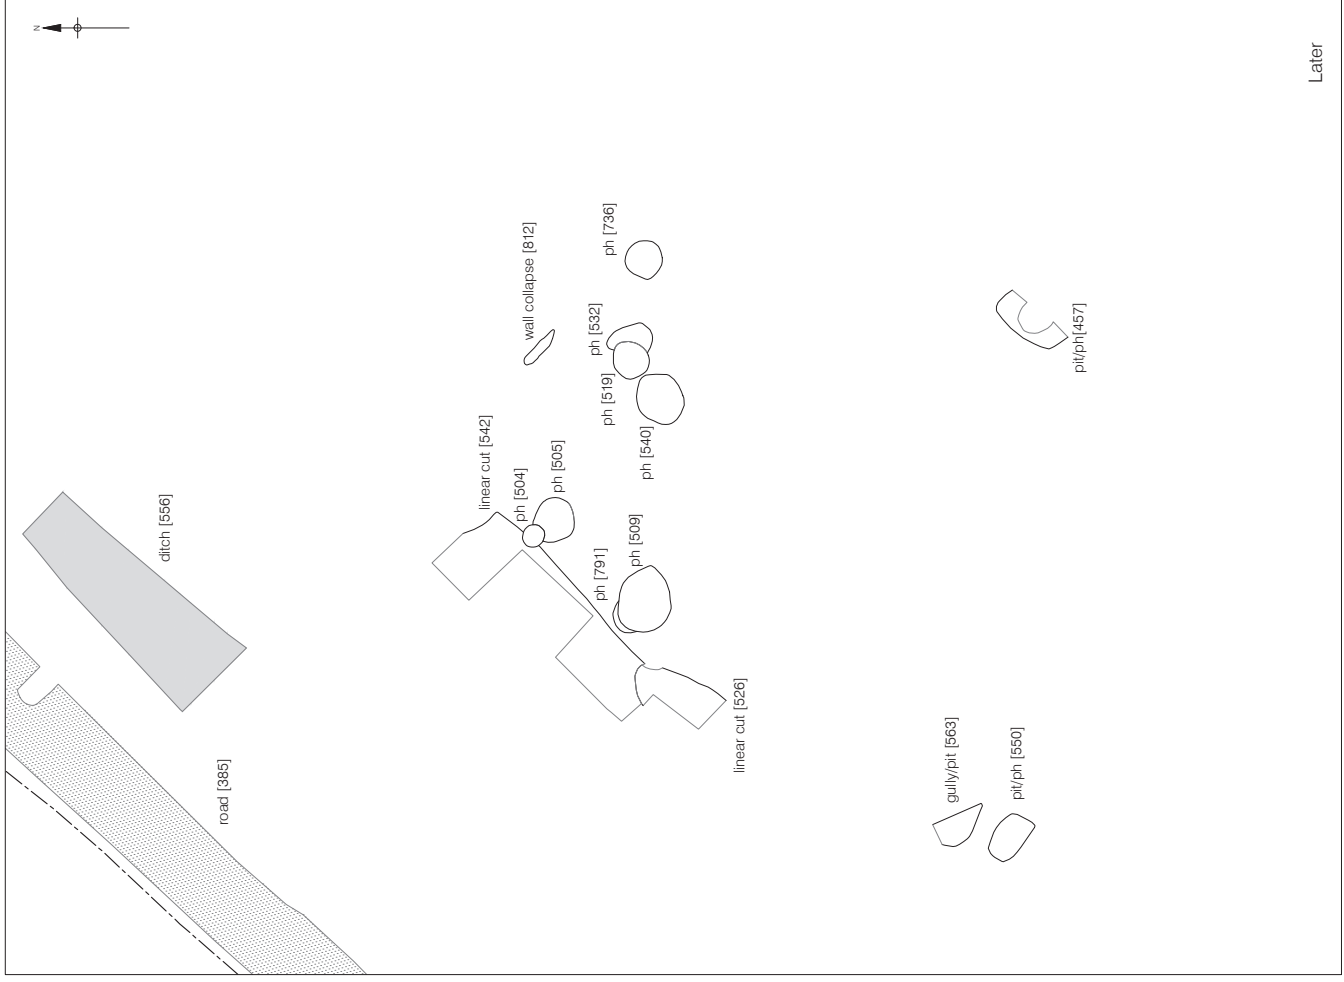 N
Later
ditch [556]
road [385]
linear cut [542]
wall collapse [812]
ph [504]
ph [505]
ph [532]
ph [736]
ph [519]
ph [540]
ph [791]
ph [509]
linear cut [526]
gully/pit [563]
pit/ph [550]
pit/ph[457]